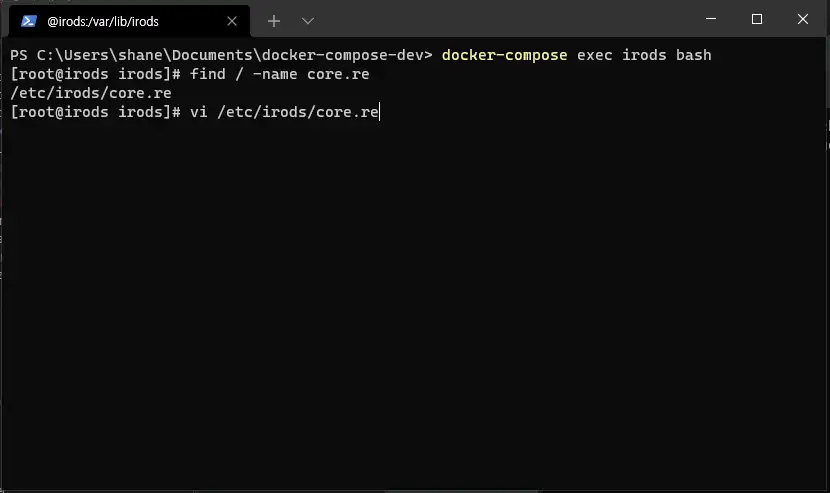 @irods:/var/lib/irods
PS C:\Users\shane\Documents\docker-compose-dev> docker-compose exec irods bash
[root@irods irods]# find / -name core.re
/etc/irods/core.re
[root@irods irods]# vi /etc/irods/core.re